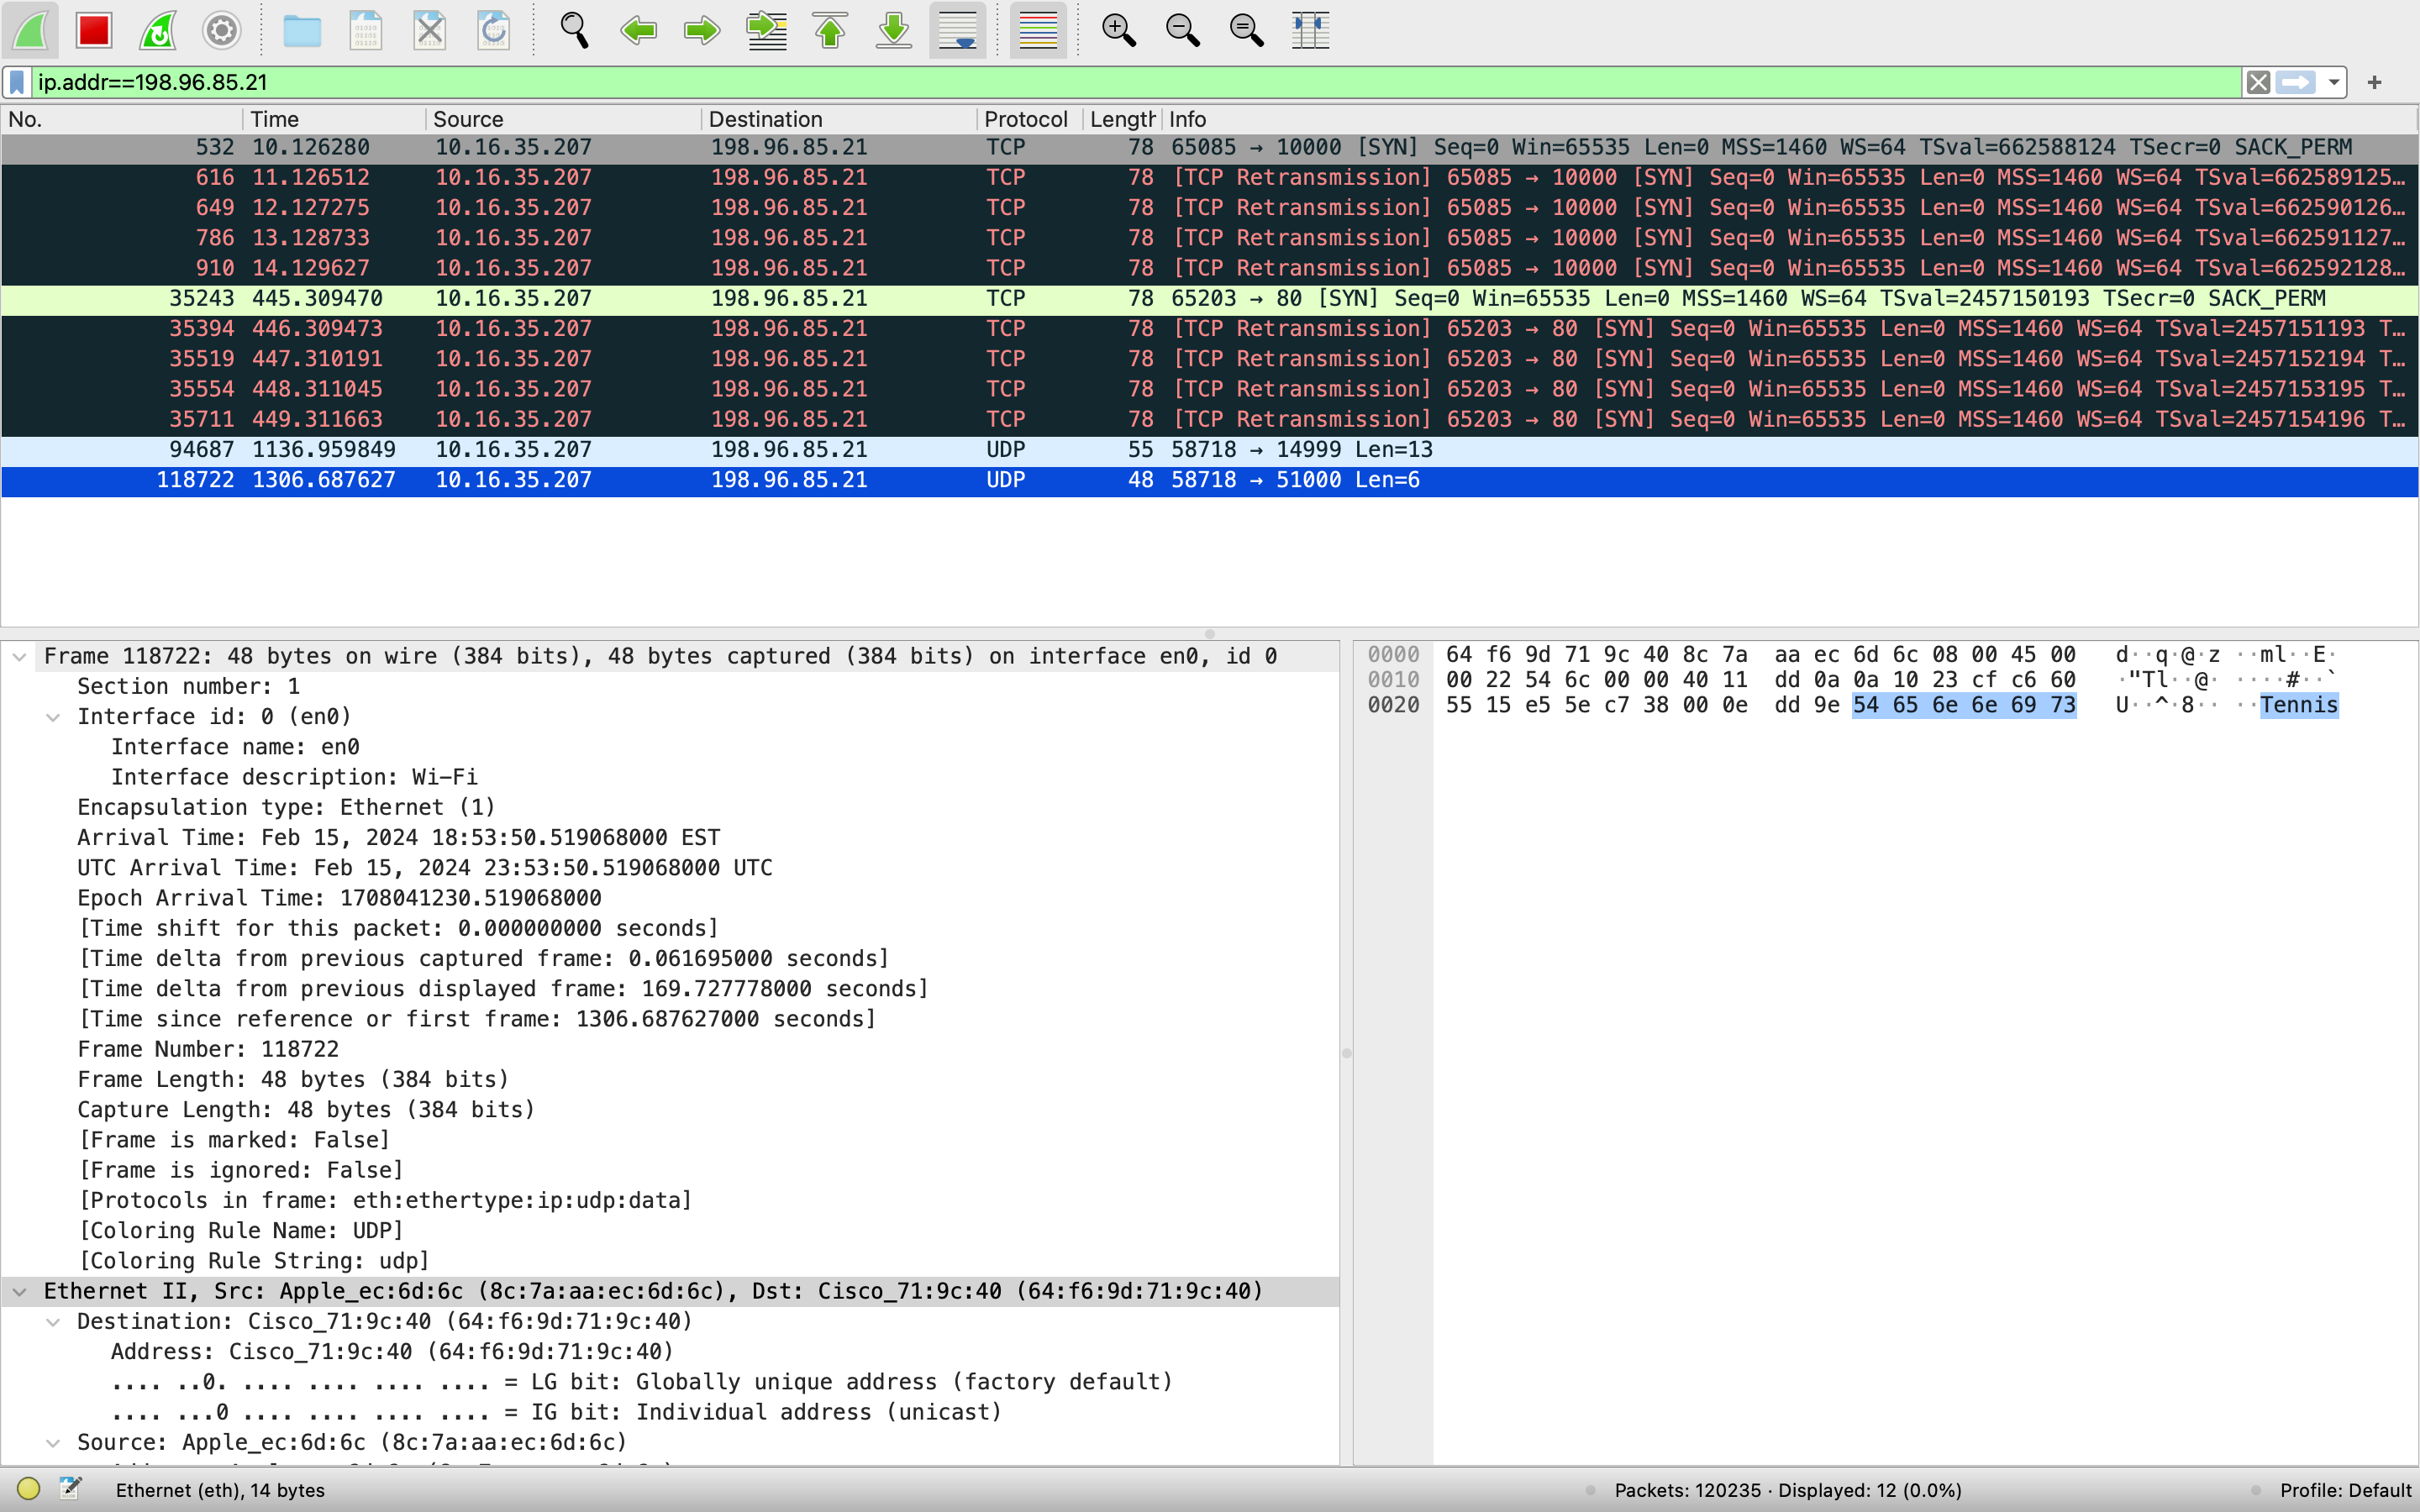 ip.addr==198.96.85.21
No. Time Source Destination Protocol Length Info
532 10.126280 10.16.35.207 198.96.85.21 TCP 78 65085 → 10000 [SYN] Seq=0 Win=65535 Len=0 MSS=1460 WS=64 TSval=662588124 TSecr=0 SACK_PERM
616 11.126512 10.16.35.207 198.96.85.21 TCP 78 [TCP Retransmission] 65085 → 10000 [SYN] Seq=0 Win=65535 Len=0 MSS=1460 WS=64 TSval=662589125…
649 12.127275 10.16.35.207 198.96.85.21 TCP 78 [TCP Retransmission] 65085 → 10000 [SYN] Seq=0 Win=65535 Len=0 MSS=1460 WS=64 TSval=662590126…
786 13.128733 10.16.35.207 198.96.85.21 TCP 78 [TCP Retransmission] 65085 → 10000 [SYN] Seq=0 Win=65535 Len=0 MSS=1460 WS=64 TSval=662591127…
910 14.129627 10.16.35.207 198.96.85.21 TCP 78 [TCP Retransmission] 65085 → 10000 [SYN] Seq=0 Win=65535 Len=0 MSS=1460 WS=64 TSval=662592128…
35243 445.309470 10.16.35.207 198.96.85.21 TCP 78 65203 → 80 [SYN] Seq=0 Win=65535 Len=0 MSS=1460 WS=64 TSval=2457150193 TSecr=0 SACK_PERM
35394 446.309473 10.16.35.207 198.96.85.21 TCP 78 [TCP Retransmission] 65203 → 80 [SYN] Seq=0 Win=65535 Len=0 MSS=1460 WS=64 TSval=2457151193 T…
35519 447.310191 10.16.35.207 198.96.85.21 TCP 78 [TCP Retransmission] 65203 → 80 [SYN] Seq=0 Win=65535 Len=0 MSS=1460 WS=64 TSval=2457152194 T…
35554 448.311045 10.16.35.207 198.96.85.21 TCP 78 [TCP Retransmission] 65203 → 80 [SYN] Seq=0 Win=65535 Len=0 MSS=1460 WS=64 TSval=2457153195 T…
35711 449.311663 10.16.35.207 198.96.85.21 TCP 78 [TCP Retransmission] 65203 → 80 [SYN] Seq=0 Win=65535 Len=0 MSS=1460 WS=64 TSval=2457154196 T…
94687 1136.959849 10.16.35.207 198.96.85.21 UDP 55 58718 → 14999 Len=13
118722 1306.687627 10.16.35.207 198.96.85.21 UDP 48 58718 → 51000 Len=6
Frame 118722: 48 bytes on wire (384 bits), 48 bytes captured (384 bits) on interface en0, id 0
Section number: 1
Interface id: 0 (en0)
Interface name: en0
Interface description: Wi-Fi
Encapsulation type: Ethernet (1)
Arrival Time: Feb 15, 2024 18:53:50.519068000 EST
UTC Arrival Time: Feb 15, 2024 23:53:50.519068000 UTC
Epoch Arrival Time: 1708041230.519068000
[Time shift for this packet: 0.000000000 seconds]
[Time delta from previous captured frame: 0.061695000 seconds]
[Time delta from previous displayed frame: 169.727778000 seconds]
[Time since reference or first frame: 1306.687627000 seconds]
Frame Number: 118722
Frame Length: 48 bytes (384 bits)
Capture Length: 48 bytes (384 bits)
[Frame is marked: False]
[Frame is ignored: False]
[Protocols in frame: eth:ethertype:ip:udp:data]
[Coloring Rule Name: UDP]
[Coloring Rule String: udp]
Ethernet II, Src: Apple_ec:6d:6c (8c:7a:aa:ec:6d:6c), Dst: Cisco_71:9c:40 (64:f6:9d:71:9c:40)
Destination: Cisco_71:9c:40 (64:f6:9d:71:9c:40)
Address: Cisco_71:9c:40 (64:f6:9d:71:9c:40)
.... ..0. .... .... .... .... = LG bit: Globally unique address (factory default)
.... ...0 .... .... .... .... = IG bit: Individual address (unicast)
Source: Apple_ec:6d:6c (8c:7a:aa:ec:6d:6c)
0000 64 f6 9d 71 9c 40 8c 7a aa ec 6d 6c 08 00 45 00 d··q·@·z ··ml··E·
0010 00 22 54 6c 00 00 40 11 dd 0a 0a 10 23 cf c6 60 ·"Tl··@· ····#··`
0020 55 15 e5 5e c7 38 00 0e dd 9e 54 65 6e 6e 69 73 U··^·8·· ··Tennis
Ethernet (eth), 14 bytes
Packets: 120235 · Displayed: 12 (0.0%)
Profile: Default